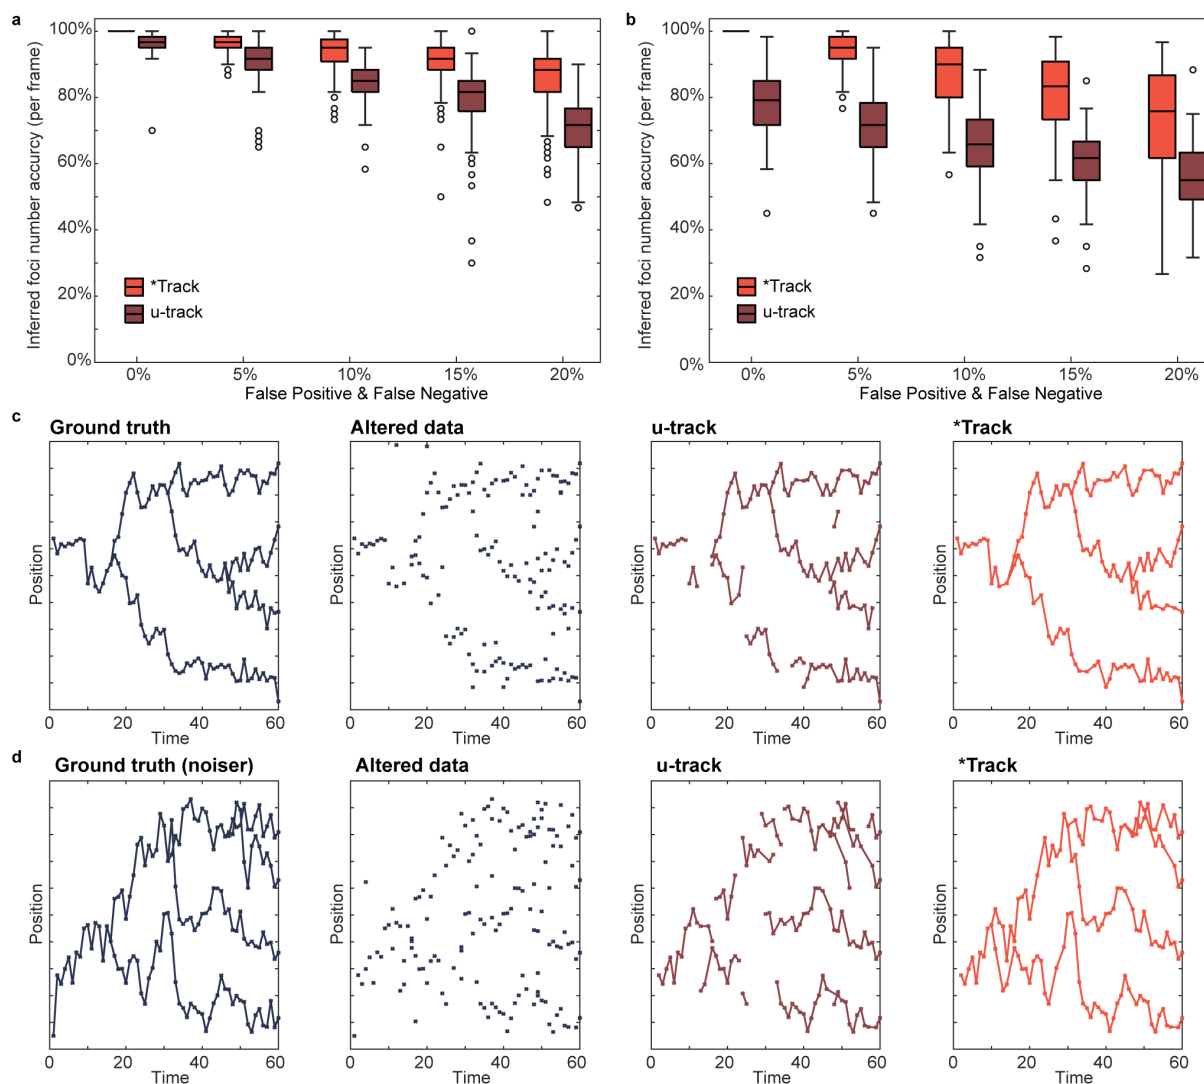 a
Inferred foci number accurcy (per frame)
100%
80%
60%
40%
20%
0%
*Track
u-track
0% 5% 10% 15% 20%
False Positive & False Negative
b
Inferred foci number accurcy (per frame)
100%
80%
60%
40%
20%
0%
*Track
u-track
0% 5% 10% 15% 20%
False Positive & False Negative
c
Ground truth
Position
0 20 40 60
Time
Altered data
Position
0 20 40 60
Time
u-track
Position
0 20 40 60
Time
*Track
Position
0 20 40 60
Time
d
Ground truth (noiser)
Position
0 20 40 60
Time
Altered data
Position
0 20 40 60
Time
u-track
Position
0 20 40 60
Time
*Track
Position
0 20 40 60
Time